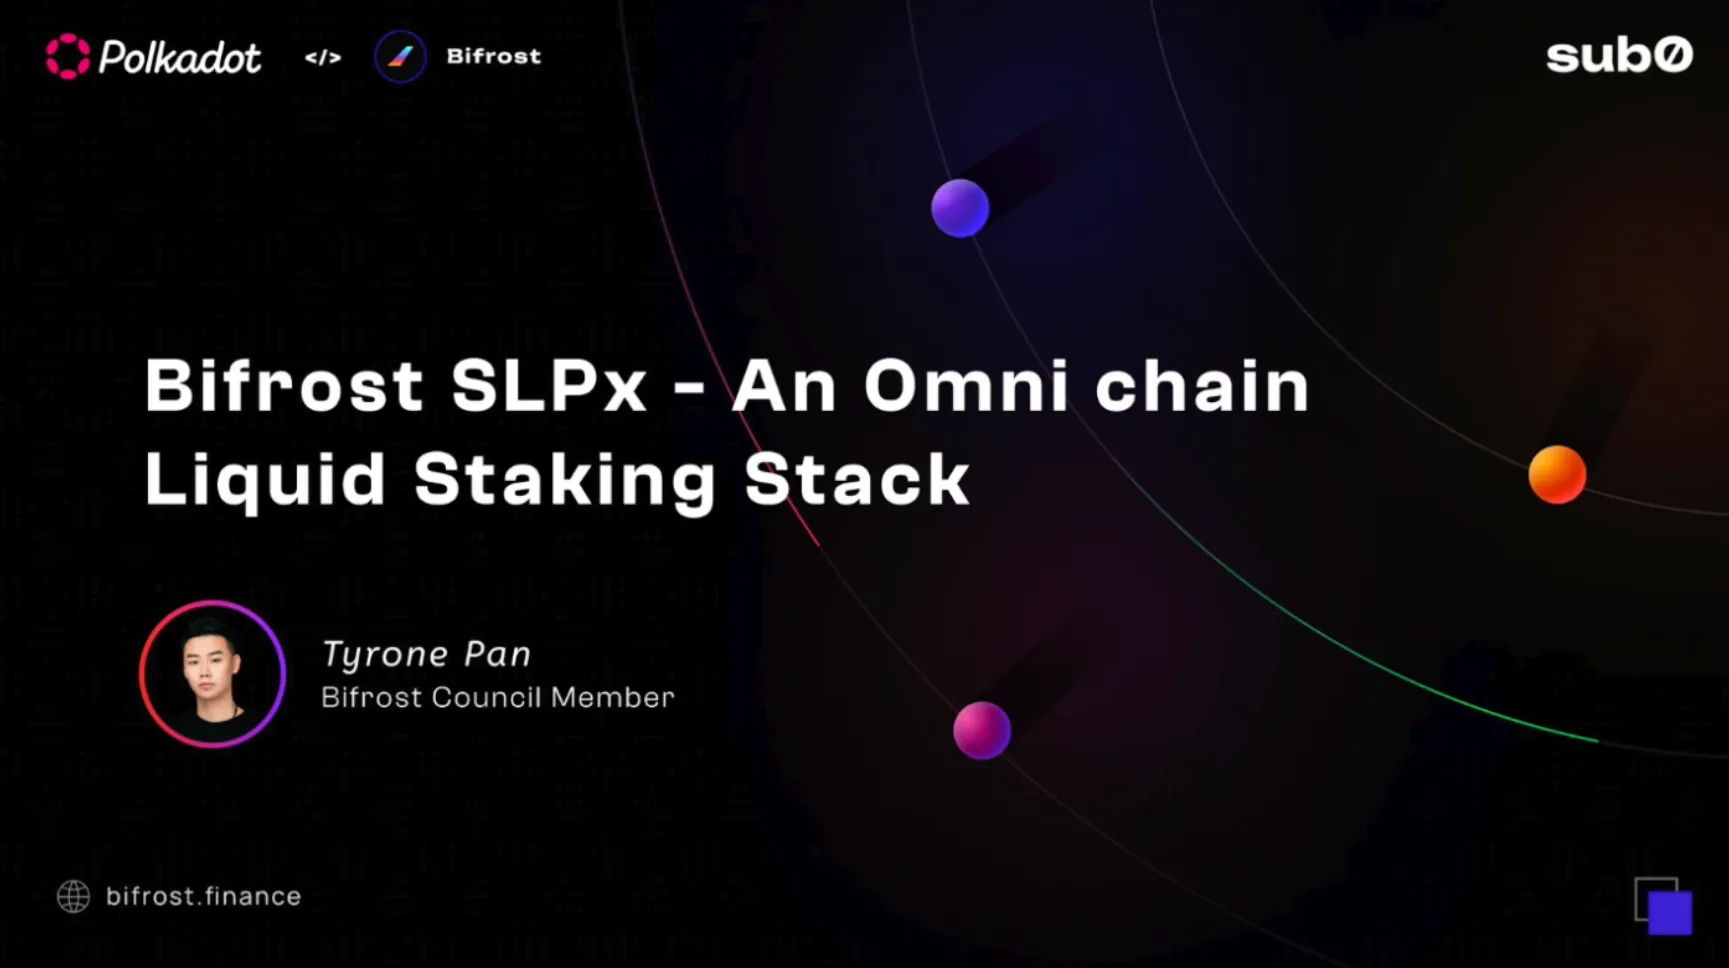 Polkadot </> Bifrost
sub0
Bifrost SLPx - An Omni chain
Liquid Staking Stack
Tyrone Pan
Bifrost Council Member
bifrost.finance